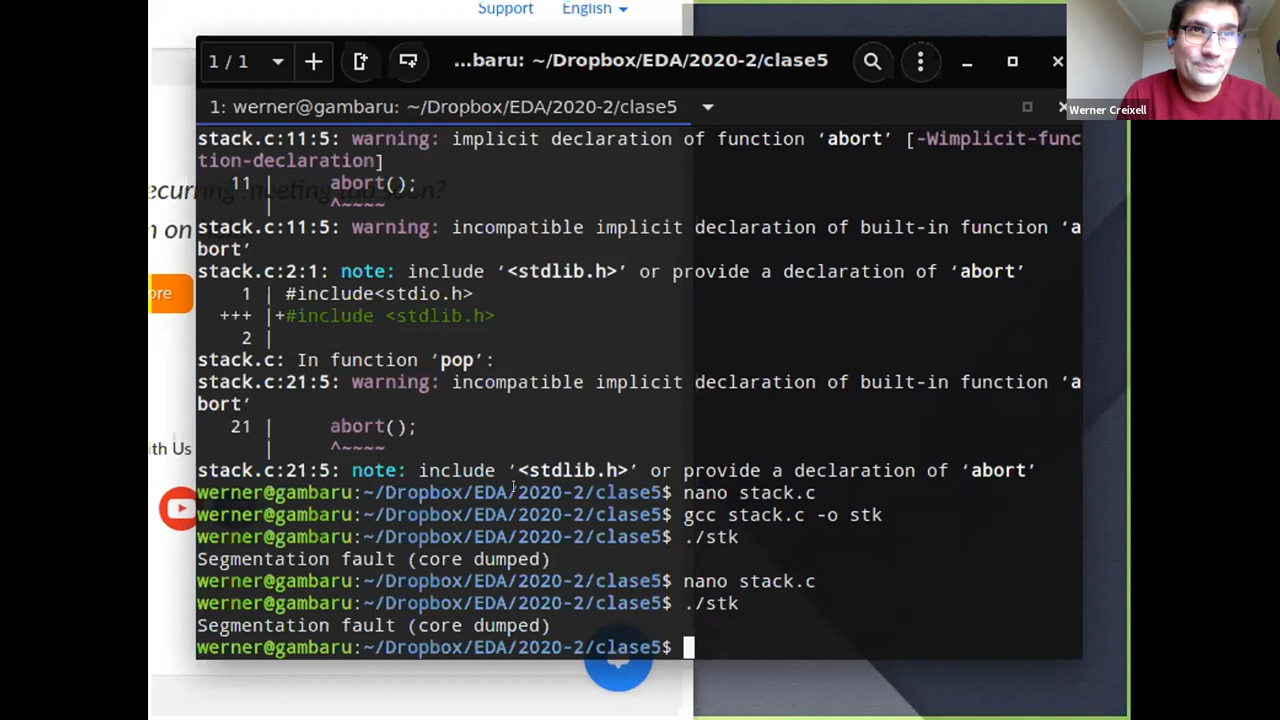 Support English
1 / 1 ...baru: ~/Dropbox/EDA/2020-2/clase5
Werner Creixell
1: werner@gambaru: ~/Dropbox/EDA/2020-2/clase5
stack.c:11:5: warning: implicit declaration of function ‘abort’ [-Wimplicit-func
tion-declaration]
11 | abort();
| ^~~~~
ecurring meeting
soon?
stack.c:11:5: warning: incompatible implicit declaration of built-in function ‘a
bort’
n on
stack.c:2:1: note: include ‘<stdlib.h>’ or provide a declaration of ‘abort’
1 | #include<stdio.h>
ore
+++ |+#include <stdlib.h>
2 |
stack.c: In function ‘pop’:
stack.c:21:5: warning: incompatible implicit declaration of built-in function ‘a
bort’
21 | abort();
| ^~~~~
with Us
stack.c:21:5: note: include ‘<stdlib.h>’ or provide a declaration of ‘abort’
werner@gambaru:~/Dropbox/EDA/2020-2/clase5$ nano stack.c
werner@gambaru:~/Dropbox/EDA/2020-2/clase5$ gcc stack.c -o stk
werner@gambaru:~/Dropbox/EDA/2020-2/clase5$ ./stk
Segmentation fault (core dumped)
werner@gambaru:~/Dropbox/EDA/2020-2/clase5$ nano stack.c
werner@gambaru:~/Dropbox/EDA/2020-2/clase5$ ./stk
Segmentation fault (core dumped)
werner@gambaru:~/Dropbox/EDA/2020-2/clase5$